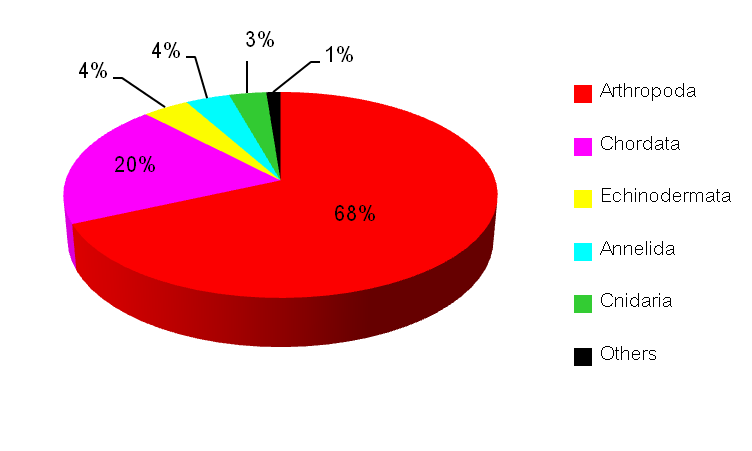 3%
4%
1%
4%
20%
68%
Arthropoda
Chordata
Echinodermata
Annelida
Cnidaria
Others